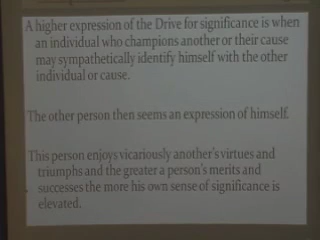 A higher expression of the Drive for significance is when
an individual who champions another or their cause
may sympathetically identify himself with the other
individual or cause.
The other person then seems an expression of himself.
This person enjoys vicariously another's virtues and
triumphs and the greater a person's merits and
successes the more his own sense of significance is
elevated.